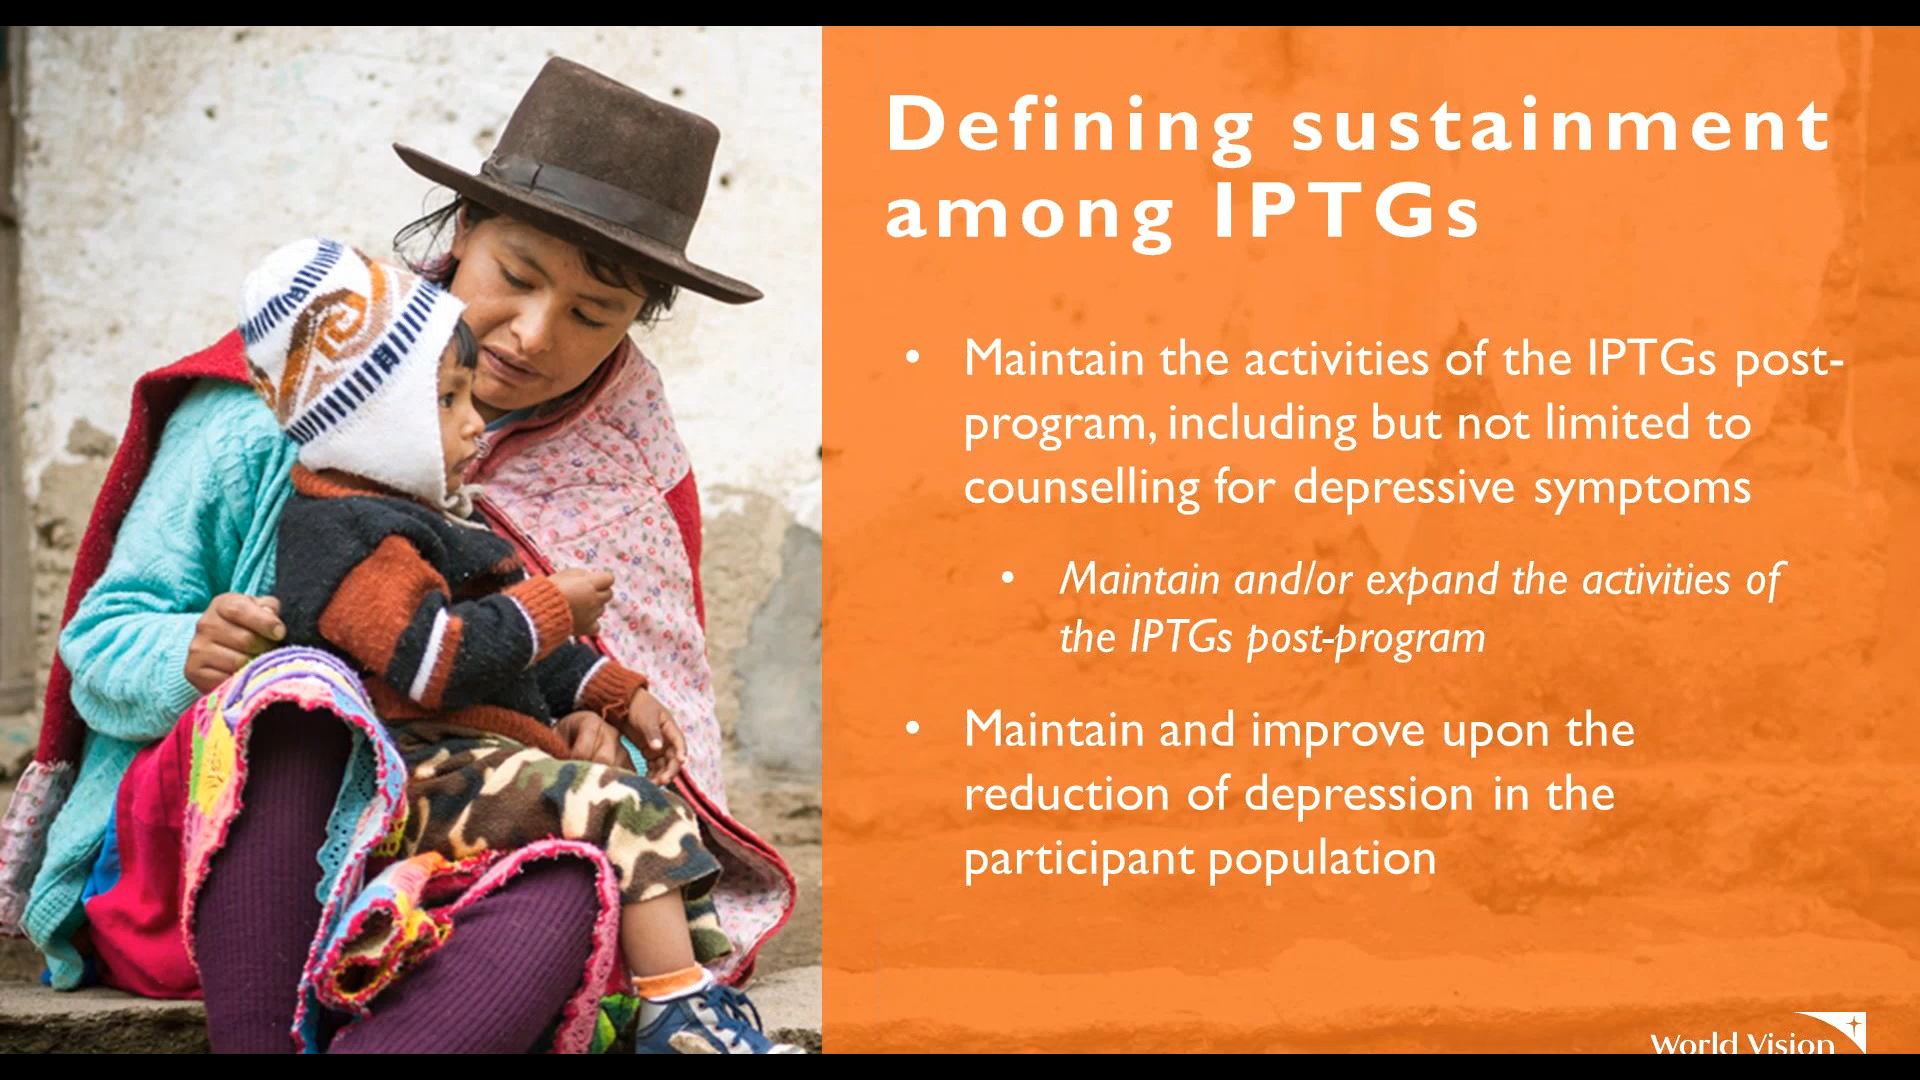 Defining sustainment
among IPTGs
• Maintain the activities of the IPTGs post-
program, including but not limited to
counselling for depressive symptoms
• Maintain and/or expand the activities of
the IPTGs post-program
• Maintain and improve upon the
reduction of depression in the
participant population
World Vision